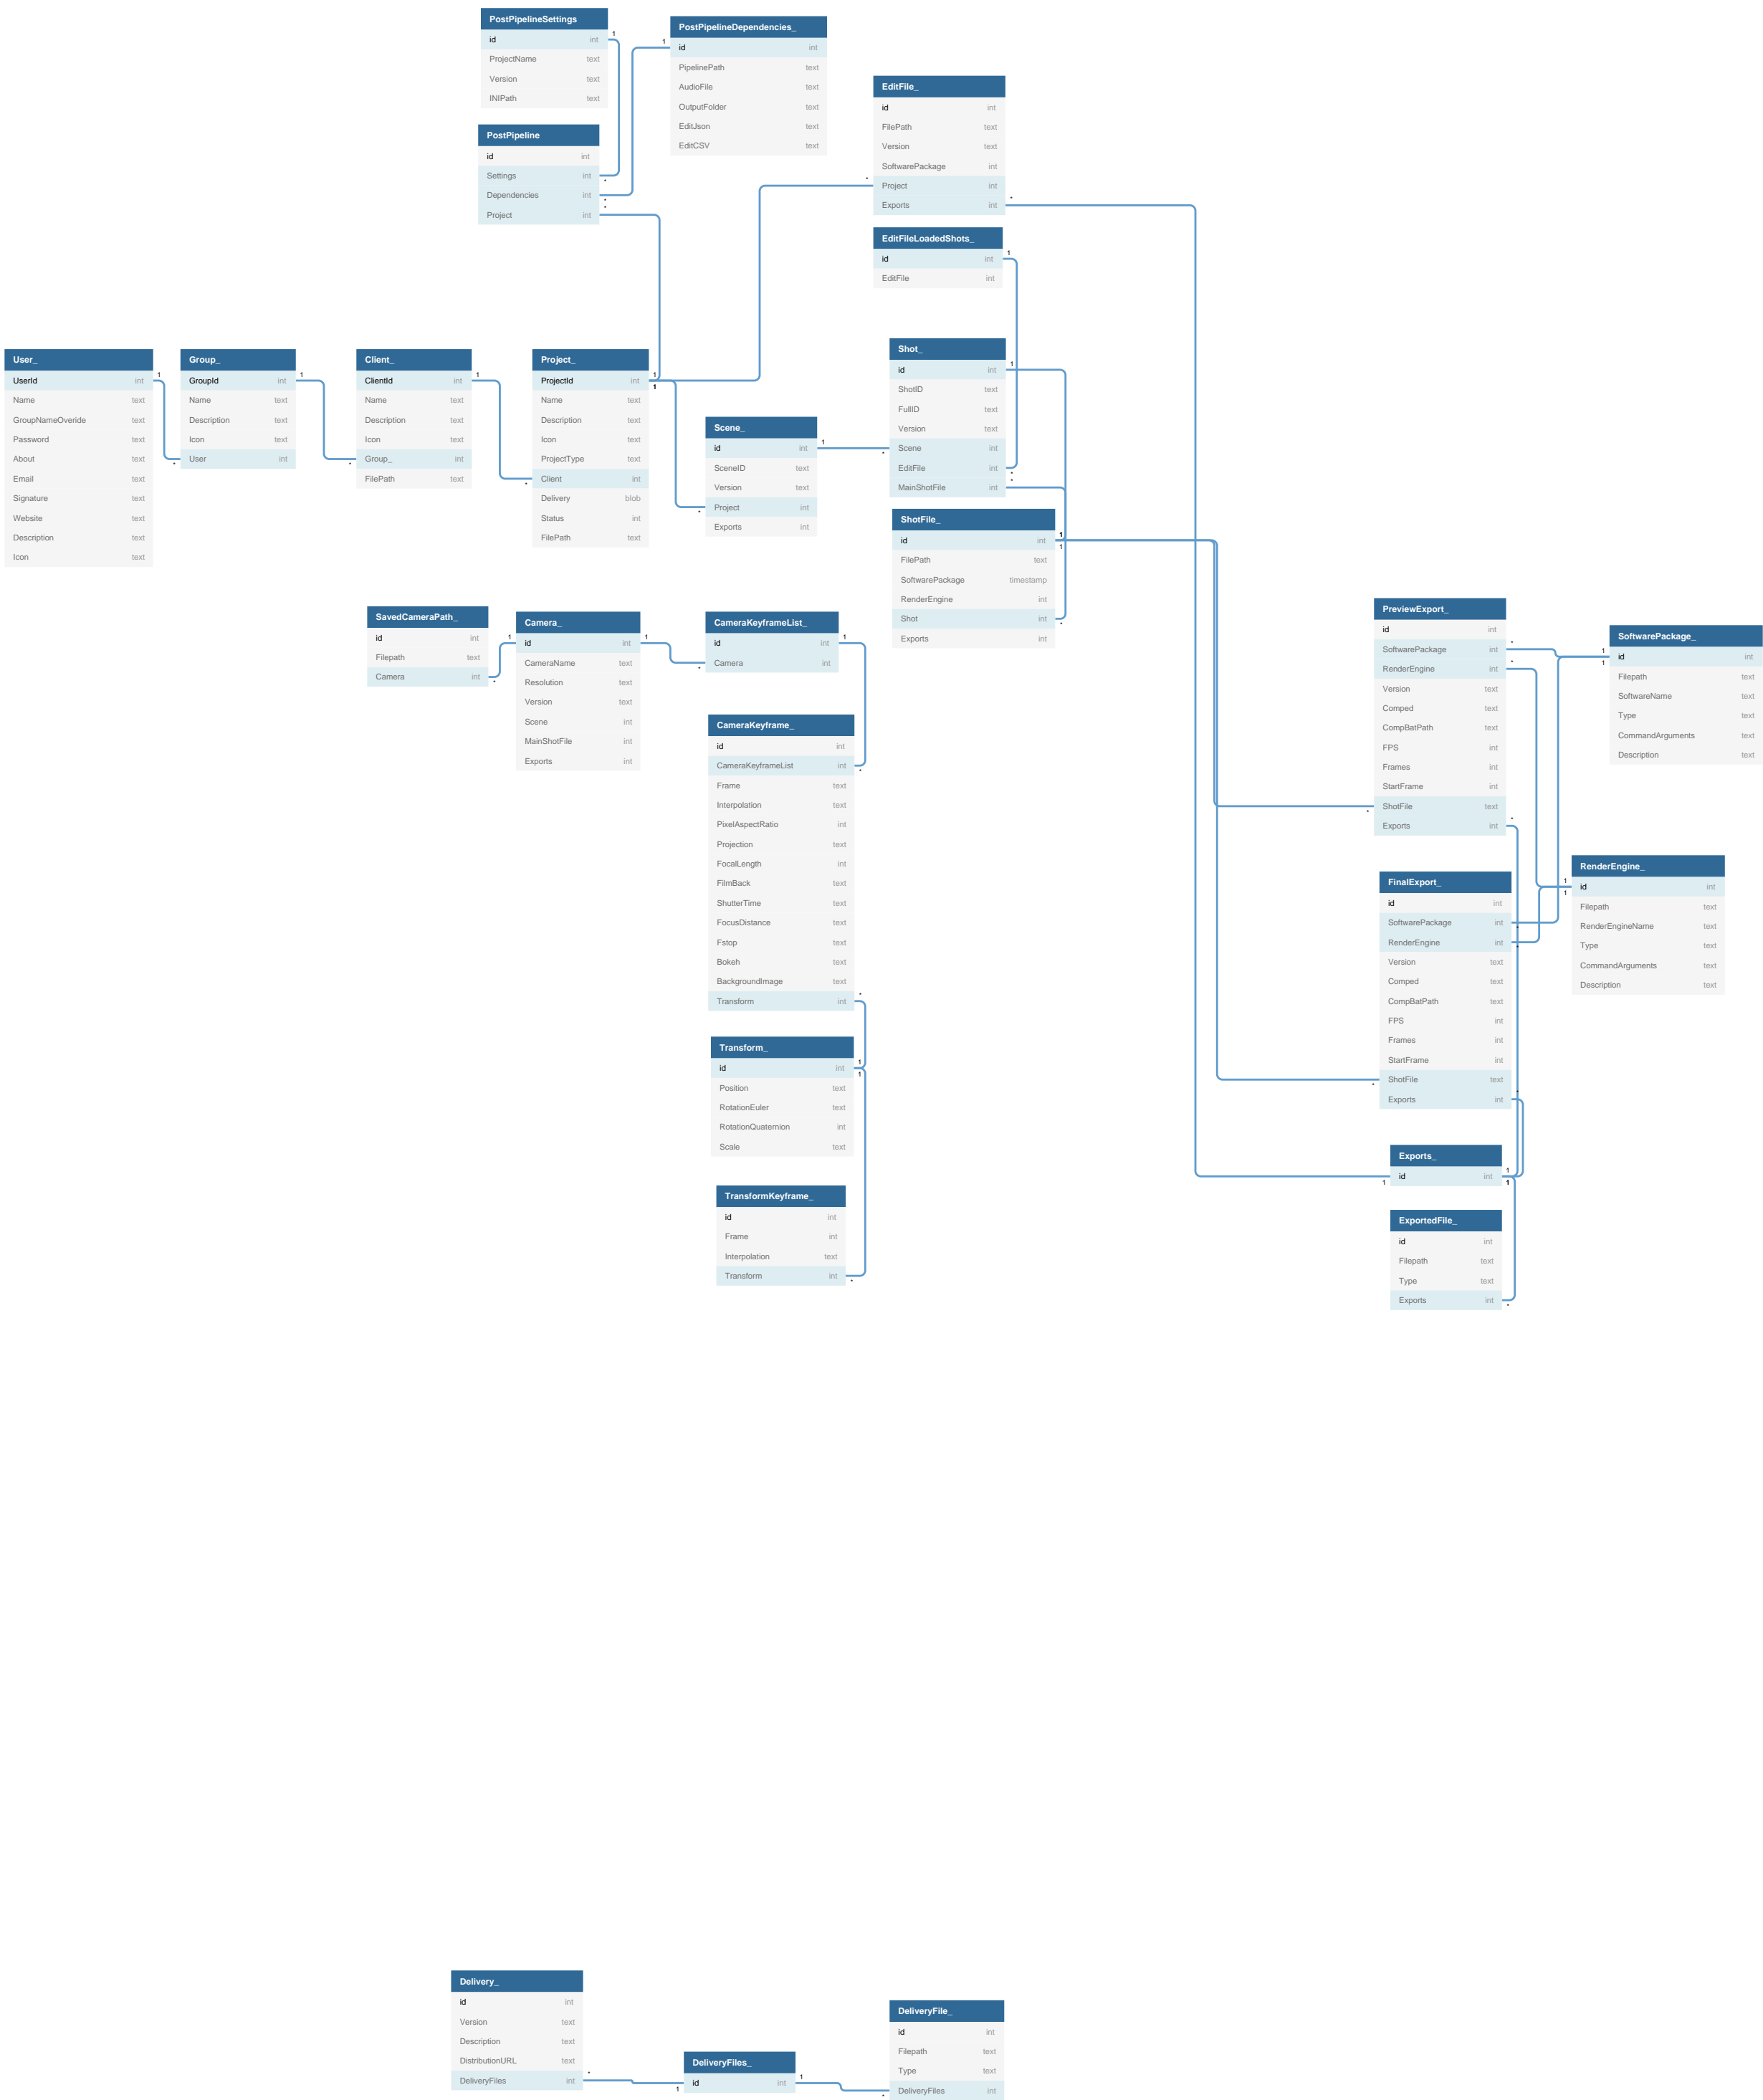 PostPipelineSettings
id int
ProjectName text
Version text
INIPath text
PostPipeline
id int
Settings int
Dependencies int
Project int
PostPipelineDependencies_
id int
PipelinePath text
AudioFile text
OutputFolder text
EditJson text
EditCSV text
EditFile_
id int
FilePath text
Version text
SoftwarePackage int
Project int
Exports int
EditFileLoadedShots_
id int
EditFile int
User_
UserId int
Name text
GroupNameOveride text
Password text
About text
Email text
Signature text
Website text
Description text
Icon text
Group_
GroupId int
Name text
Description text
Icon text
User int
Client_
ClientId int
Name text
Description text
Icon text
Group_ int
FilePath text
Project_
ProjectId int
Name text
Description text
Icon text
ProjectType text
Client int
Delivery blob
Status int
FilePath text
Scene_
id int
SceneID text
Version text
Project int
Exports int
Shot_
id int
ShotID text
FullID text
Version text
Scene int
EditFile int
MainShotFile int
ShotFile_
id int
FilePath text
SoftwarePackage timestamp
RenderEngine int
Shot int
Exports int
SavedCameraPath_
id int
Filepath text
Camera int
Camera_
id int
CameraName text
Resolution text
Version text
Scene int
MainShotFile int
Exports int
CameraKeyframeList_
id int
Camera int
CameraKeyframe_
id int
CameraKeyframeList int
Frame text
Interpolation text
PixelAspectRatio int
Projection text
FocalLength int
FilmBack text
ShutterTime text
FocusDistance text
Fstop text
Bokeh text
BackgroundImage text
Transform int
Transform_
id int
Position text
RotationEuler text
RotationQuaternion int
Scale text
TransformKeyframe_
id int
Frame int
Interpolation text
Transform int
PreviewExport_
id int
SoftwarePackage int
RenderEngine int
Version text
Comped text
CompBatPath text
FPS int
Frames int
StartFrame int
ShotFile text
Exports int
SoftwarePackage_
id int
Filepath text
SoftwareName text
Type text
CommandArguments text
Description text
RenderEngine_
id int
Filepath text
RenderEngineName text
Type text
CommandArguments text
Description text
FinalExport_
id int
SoftwarePackage int
RenderEngine int
Version text
Comped text
CompBatPath text
FPS int
Frames int
StartFrame int
ShotFile text
Exports int
Exports_
id int
ExportedFile_
id int
Filepath text
Type text
Exports int
Delivery_
id int
Version text
Description text
DistributionURL text
DeliveryFiles int
DeliveryFiles_
id int
DeliveryFile_
id int
Filepath text
Type text
DeliveryFiles int